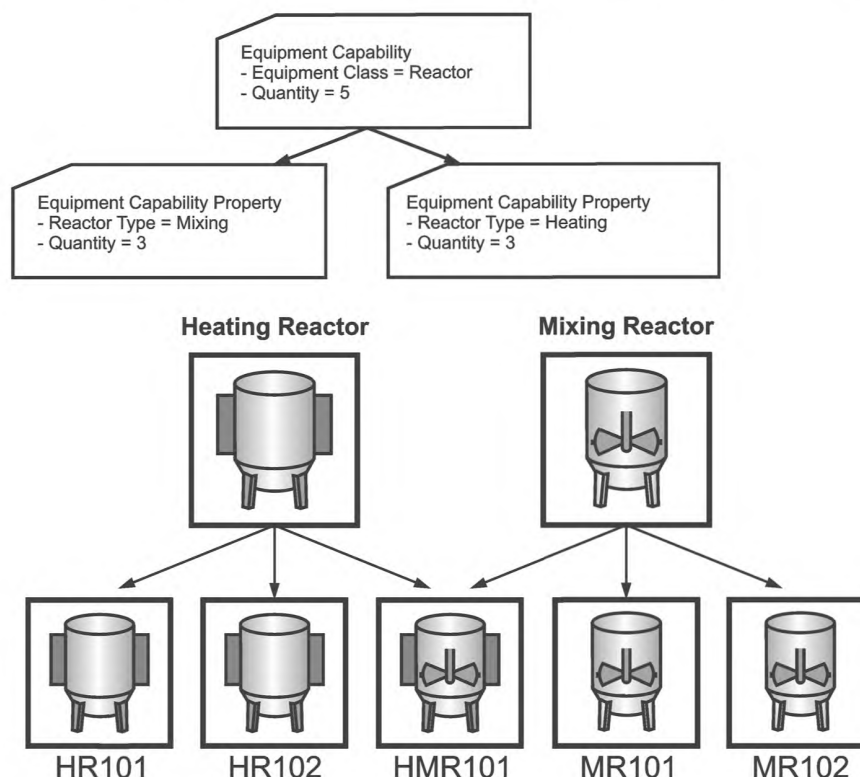 Equipment Capability
- Equipment Class = Reactor
- Quantity = 5
Equipment Capability Property
- Reactor Type = Mixing
- Quantity = 3
Equipment Capability Property
- Reactor Type = Heating
- Quantity = 3
Heating Reactor
Mixing Reactor
HR101
HR102
HMR101
MR101
MR102